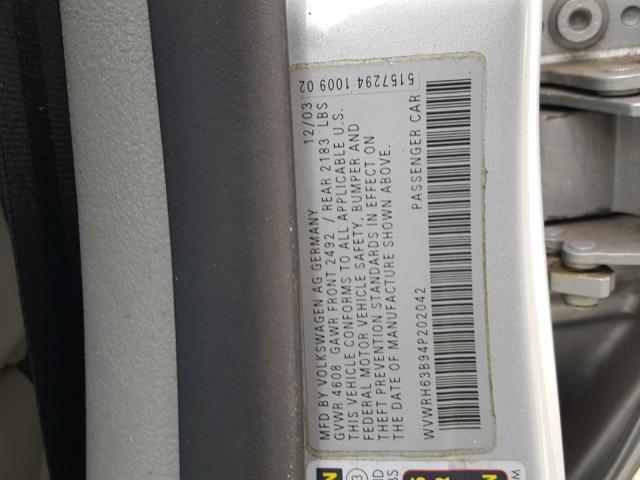 5157294 1009 02
MFD BY VOLKSWAGEN AG GERMANY 12/03
GVWR 4608 GAWR FRONT 2492 / REAR 2183 LBS
THIS VEHICLE CONFORMS TO ALL APPLICABLE U.S.
FEDERAL MOTOR VEHICLE SAFETY, BUMPER AND
THEFT PREVENTION STANDARDS IN EFFECT ON
THE DATE OF MANUFACTURE SHOWN ABOVE.
WVWRH63B94P202042 PASSENGER CAR